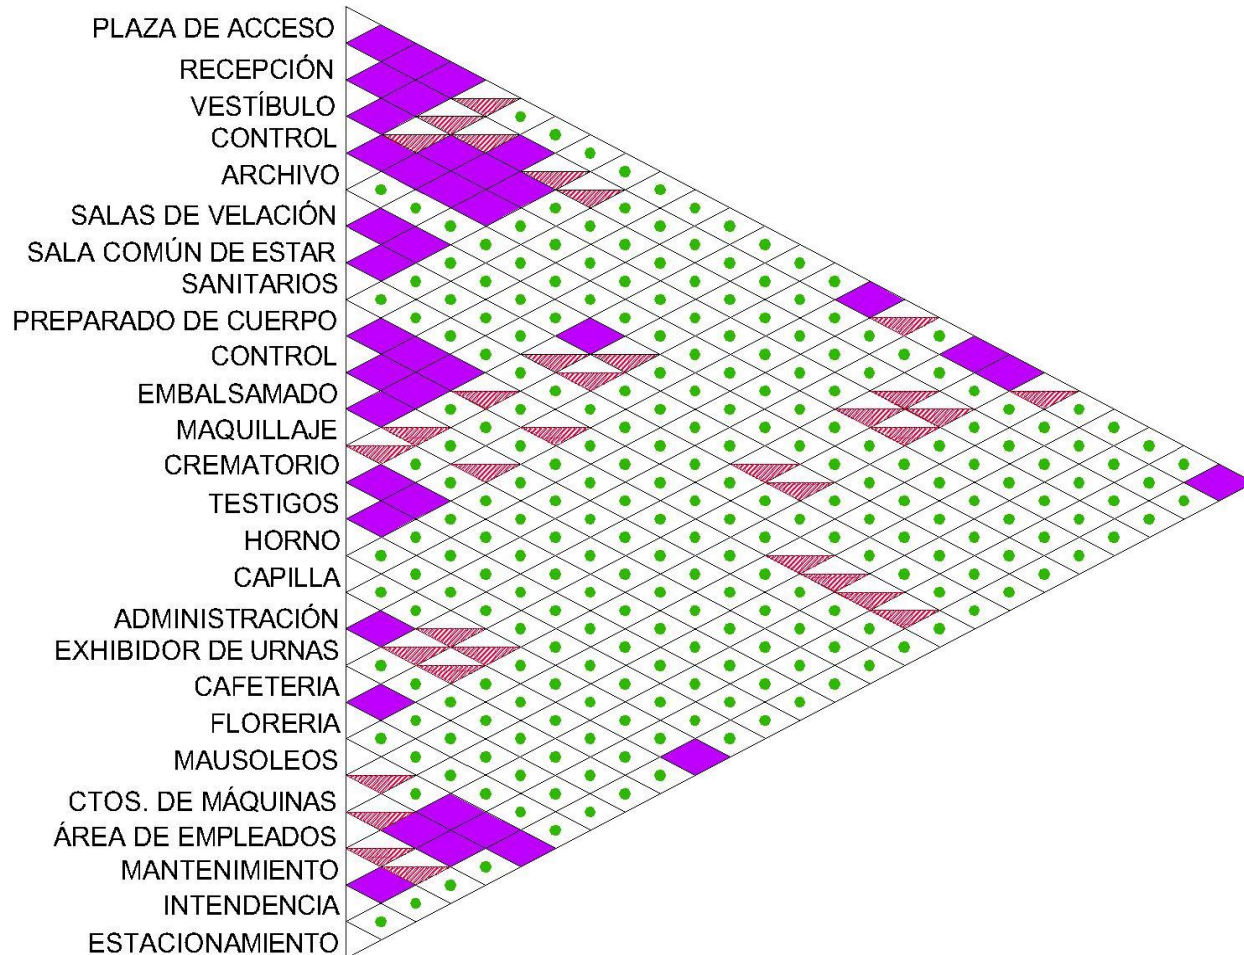 PLAZA DE ACCESO
RECEPCIÓN
VESTÍBULO
CONTROL
ARCHIVO
SALAS DE VELACIÓN
SALA COMÚN DE ESTAR
SANITARIOS
PREPARADO DE CUERPO
CONTROL
EMBALSAMADO
MAQUILLAJE
CREMATORIO
TESTIGOS
HORNO
CAPILLA
ADMINISTRACIÓN
EXHIBIDOR DE URNAS
CAFETERIA
FLORERIA
MAUSOLEOS
CTOS. DE MÁQUINAS
ÁREA DE EMPLEADOS
MANTENIMIENTO
INTENDENCIA
ESTACIONAMIENTO